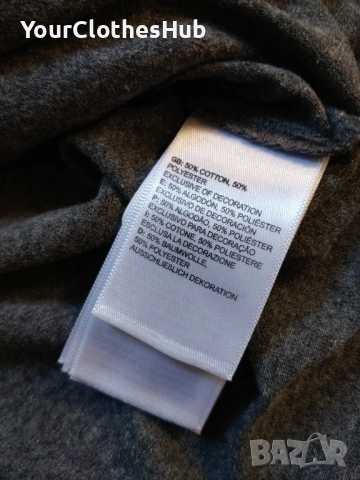 YourClothesHub
GB: 50% COTTON, 50%
POLYESTER
EXCLUSIVE OF DECORATION
E: 50% ALGODÓN, 50% POLIÉSTER
EXCLUSIVO DE DECORACIÓN
P: 50% ALGODÃO, 50% POLIÉSTER
EXCLUSIVO PARA DECORAÇÃO
I: 50% COTONE, 50% POLIESTERE
ESCLUSA LA DECORAZIONE
D: 50% BAUMWOLLE,
50% POLYESTER
AUSSCHLIEßLICH DEKORATION
BAZAR